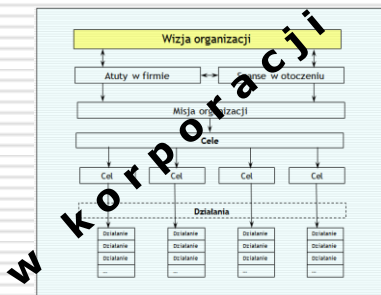 Wizja organizacji
Atuty w firmie
Szanse w otoczeniu
Misja organizacji
Cele
Cel Cel Cel Cel
Działania
Działanie Działanie Działanie Działanie
Działanie Działanie Działanie Działanie
Działanie Działanie Działanie Działanie
... ... ... ...
w korporacji